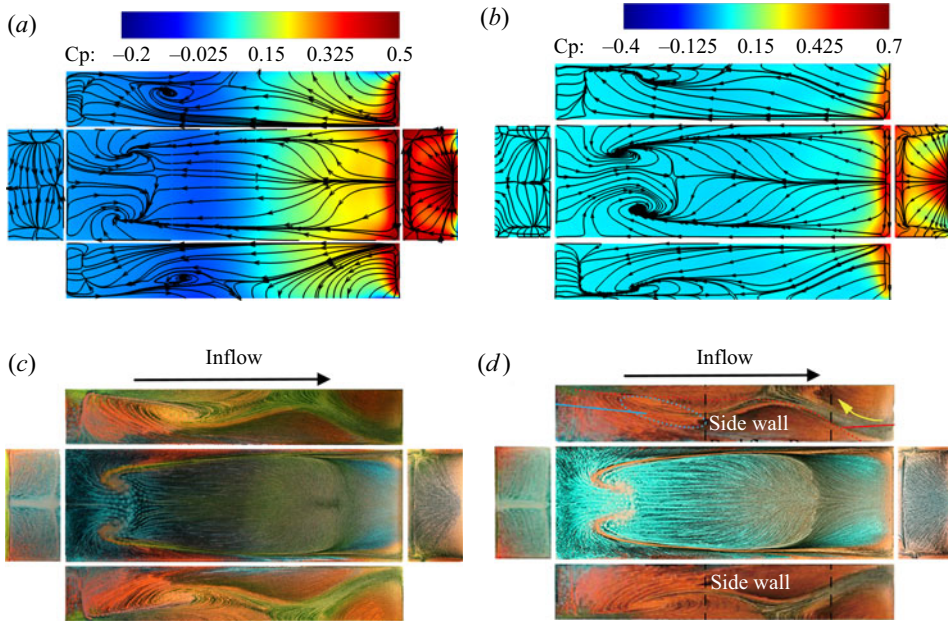 (a)
Cp: −0.2 −0.025 0.15 0.325 0.5
(b)
Cp: −0.4 −0.125 0.15 0.425 0.7
(c)
Inflow
(d)
Inflow
Side wall
Side wall